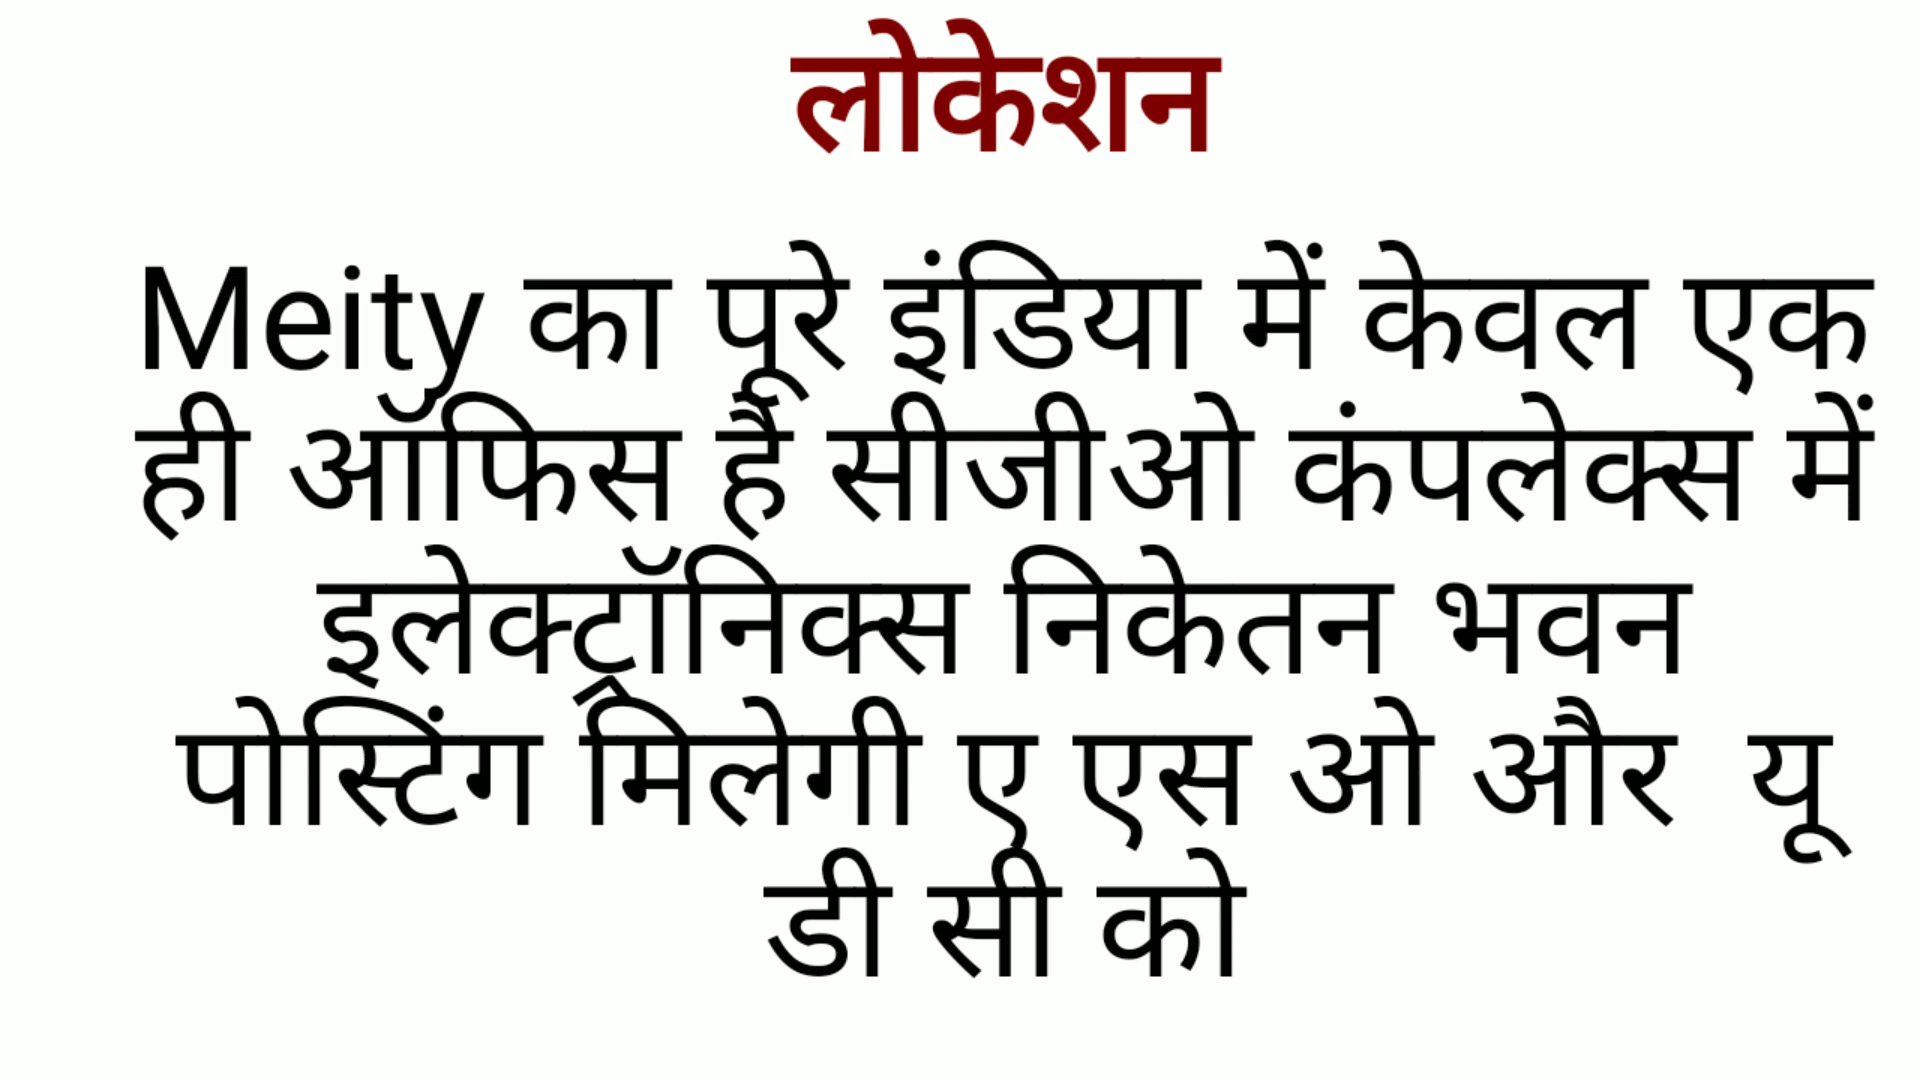 लोकेशन
Meity का पूरे इंडिया में केवल एक
ही ऑफिस है सीजीओ कंपलेक्स में
इलेक्ट्रॉनिक्स निकेतन भवन
पोस्टिंग मिलेगी ए एस ओ और यू
डी सी को